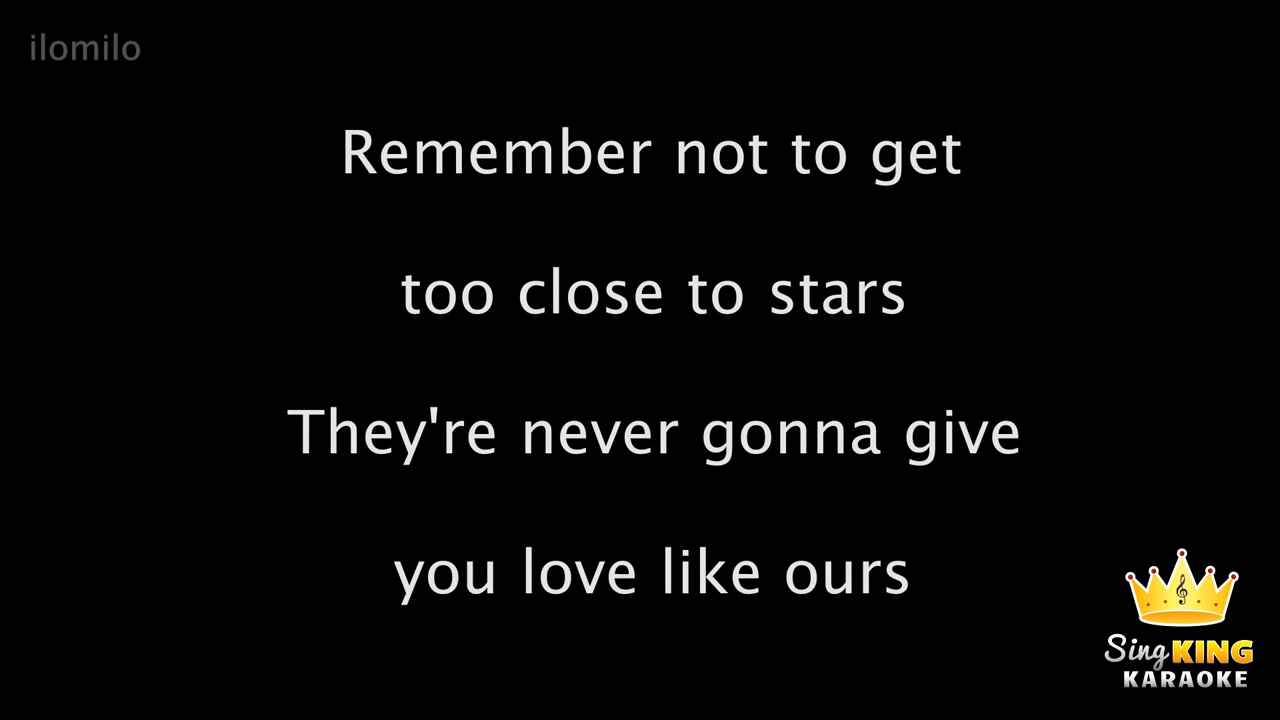 ilomilo
Remember not to get
too close to stars
They're never gonna give
you love like ours
Sing KING
KARAOKE